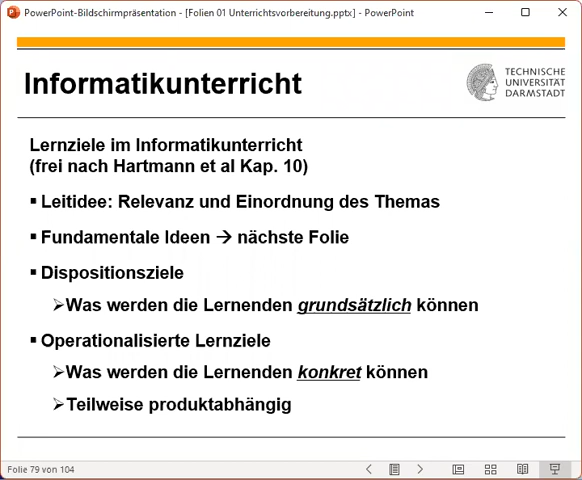 PowerPoint-Bildschirmpräsentation - [Folien 01 Unterrichtsvorbereitung.pptx] - PowerPoint
Informatikunterricht
TECHNISCHE
UNIVERSITÄT
DARMSTADT
Lernziele im Informatikunterricht
(frei nach Hartmann et al Kap. 10)
▪ Leitidee: Relevanz und Einordnung des Themas
▪ Fundamentale Ideen → nächste Folie
▪ Dispositionsziele
➢Was werden die Lernenden grundsätzlich können
▪ Operationalisierte Lernziele
➢Was werden die Lernenden konkret können
➢Teilweise produktabhängig
Folie 79 von 104